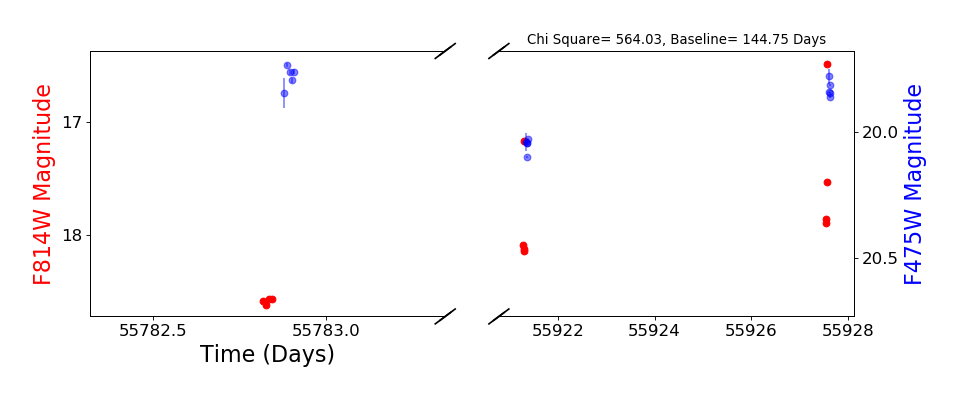 Chi Square= 564.03, Baseline= 144.75 Days
F814W Magnitude
17
18
20.0
20.5
F475W Magnitude
55782.5 55783.0 55922 55924 55926 55928
Time (Days)